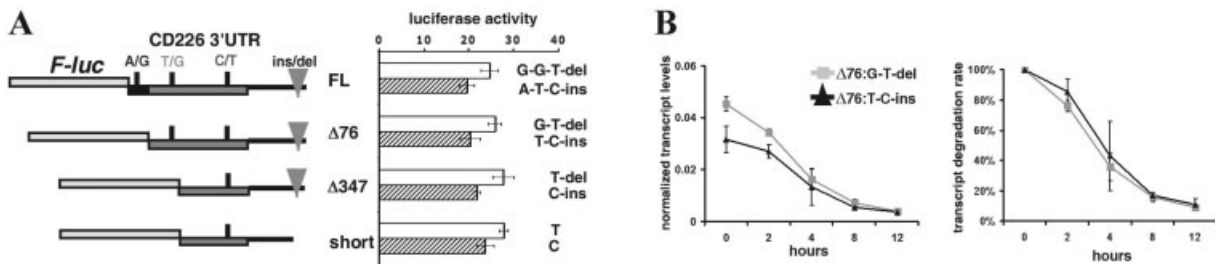 A
CD226 3'UTR
F-luc
A/G
T/G
C/T
ins/del
FL
Δ76
Δ347
short
luciferase activity
0 10 20 30 40
G-G-T-del
A-T-C-ins
G-T-del
T-C-ins
T-del
C-ins
T
C
B
normalized transcript levels
0.06
0.04
0.02
0
Δ76:G-T-del
Δ76:T-C-ins
0 2 4 8 12
hours
transcript degradation rate
100%
80%
60%
40%
20%
0%
0 2 4 8 12
hours